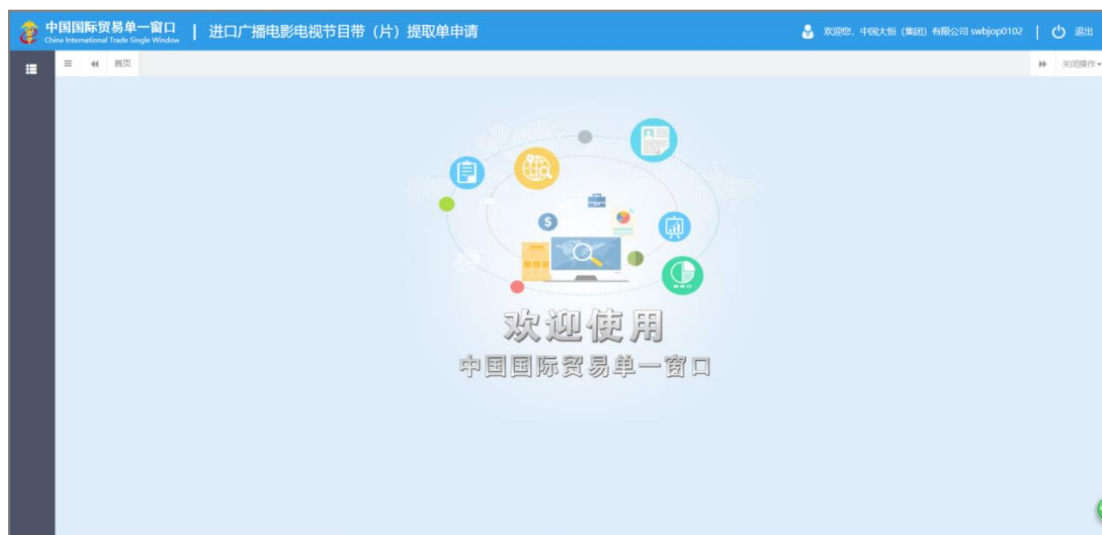 中国国际贸易单一窗口
China International Trade Single Window
进口广播电影电视节目带（片）提取单申请
欢迎您，中国大恒（集团）有限公司 swbjop0102
退出
首页
关闭操作
$
欢迎使用
中国国际贸易单一窗口